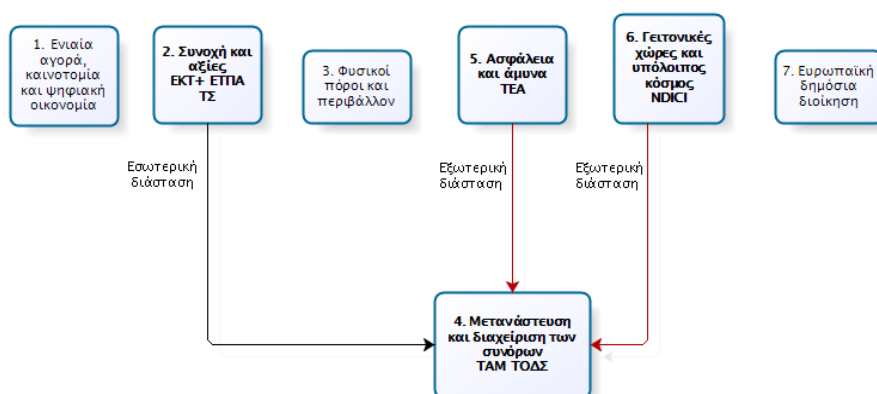 1. Ενιαία
αγορά,
καινοτομία
και ψηφιακή
οικονομία
2. Συνοχή και
αξίες
ΕΚΤ+ ΕΤΠΑ
ΤΣ
3. Φυσικοί
πόροι και
περιβάλλον
5. Ασφάλεια
και άμυνα
ΤΕΑ
6. Γειτονικές
χώρες και
υπόλοιπος
κόσμος
NDICI
7. Ευρωπαϊκή
δημόσια
διοίκηση
Εσωτερική
διάσταση
Εξωτερική
διάσταση
Εξωτερική
διάσταση
4. Μετανάστευση
και διαχείριση των
συνόρων
ΤΑΜ ΤΟΔΣ